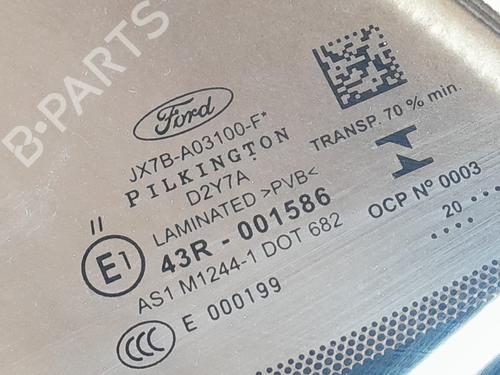 B-PARTS
Ford
JX7B-A03100-F*
PILKINGTON
D2Y7A
TRANSP. 70 % min.
II
LAMINATED >PVB<
E1
43R - 001586
OCP Nº 0003
AS1 M1244-1 DOT 682
20
CCC
E 000199